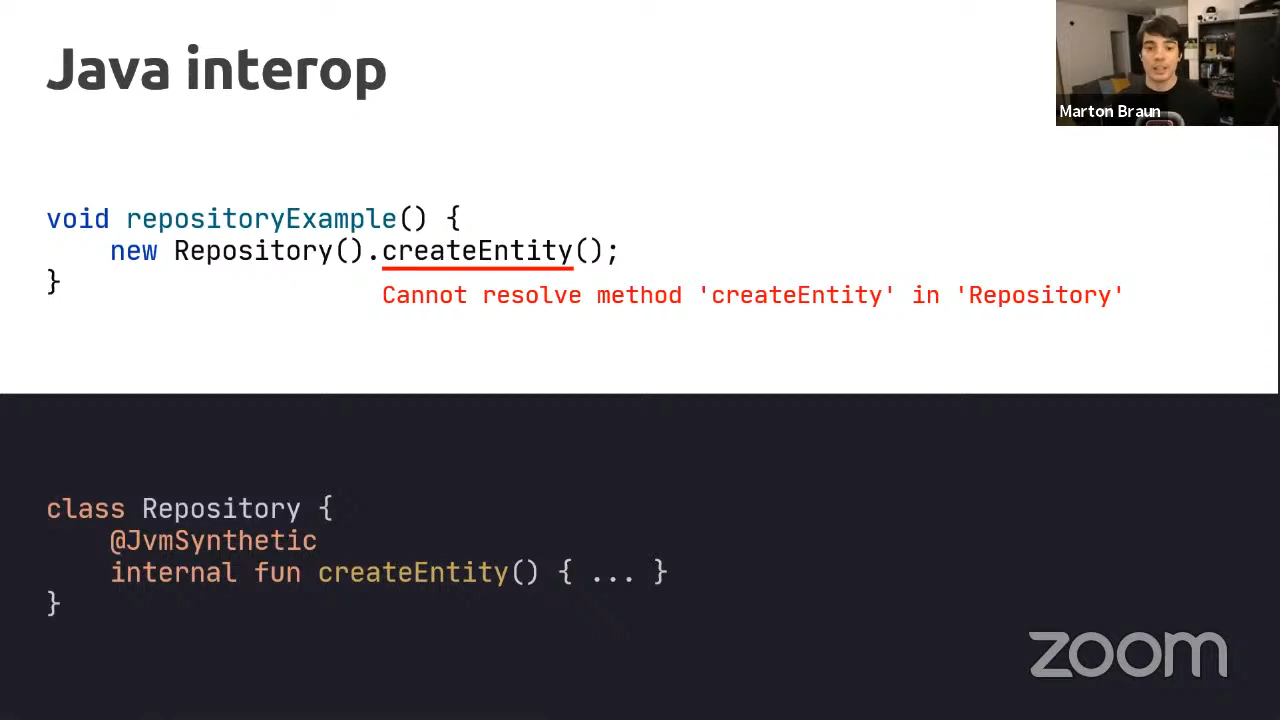 Java interop
Marton Braun
void repositoryExample() {
    new Repository().createEntity();
}
Cannot resolve method 'createEntity' in 'Repository'
class Repository {
    @JvmSynthetic
    internal fun createEntity() { ... }
}
zoom